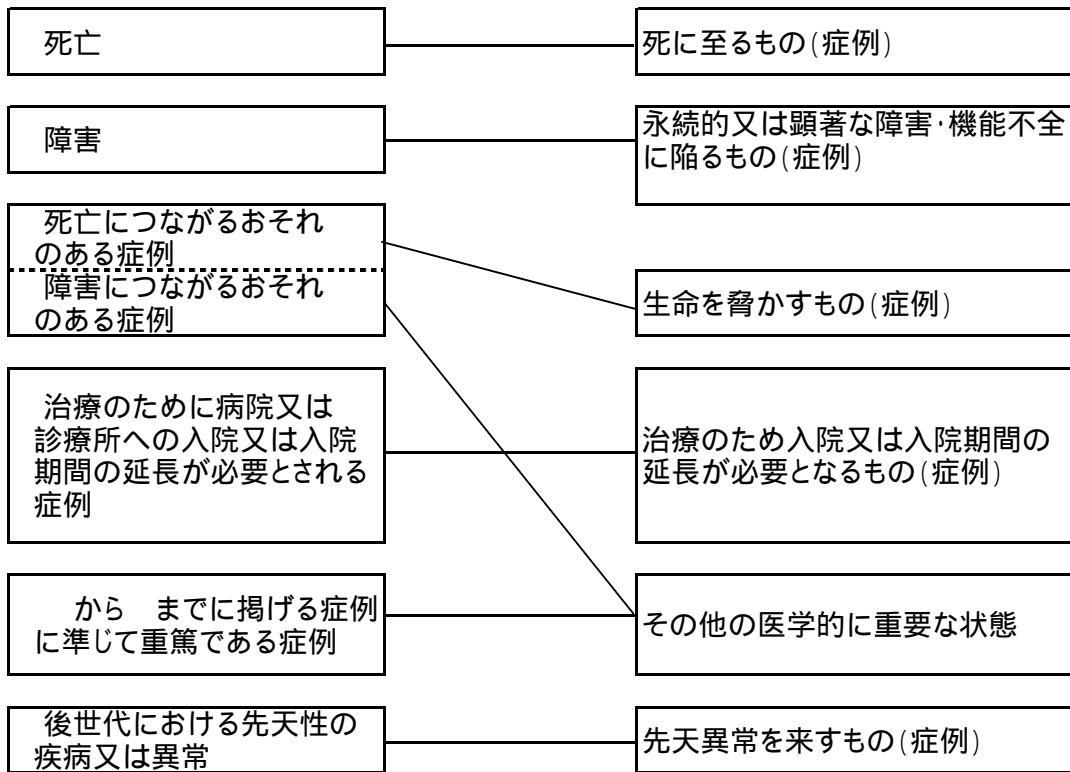 死亡
死に至るもの(症例)
障害
永続的又は顕著な障害・機能不全
に陥るもの(症例)
死亡につながるおそれ
のある症例
障害につながるおそれ
のある症例
生命を脅かすもの(症例)
治療のために病院又は
診療所への入院又は入院
期間の延長が必要とされる
症例
治療のため入院又は入院期間の
延長が必要となるもの(症例)
から　までに掲げる症例
に準じて重篤である症例
その他の医学的に重要な状態
後世代における先天性の
疾病又は異常
先天異常を来すもの(症例)